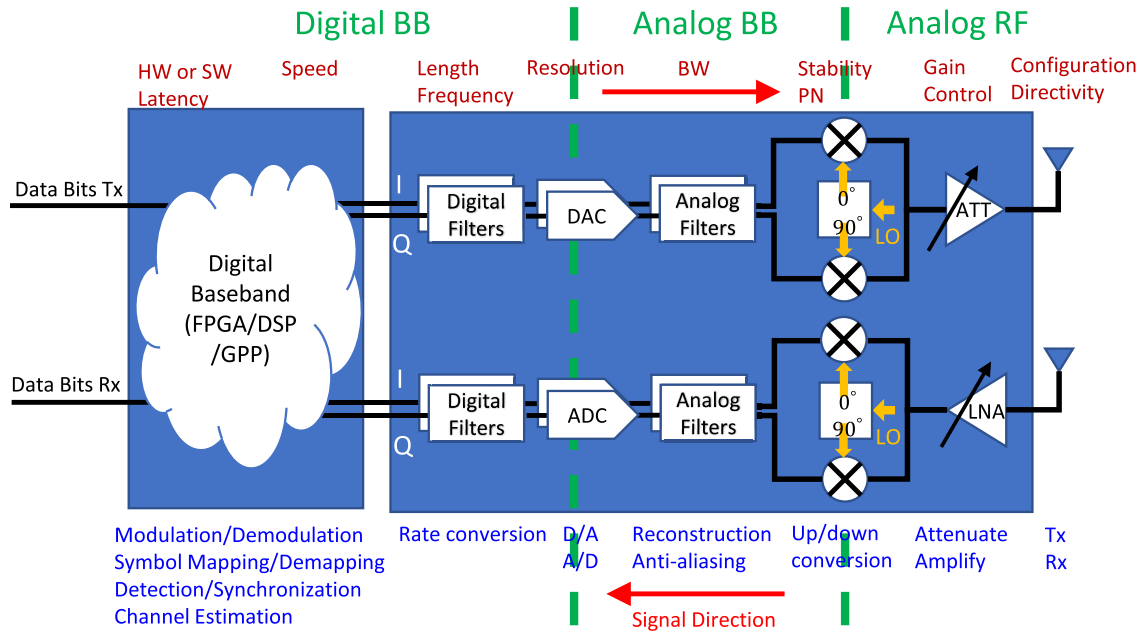 Digital BB
Analog BB
Analog RF
HW or SW
Latency
Speed
Length
Frequency
Resolution
BW
Stability
PN
Gain
Control
Configuration
Directivity
Data Bits Tx
I
Q
Digital
Filters
DAC
Analog
Filters
0°
90°
LO
ATT
Digital
Baseband
(FPGA/DSP
/GPP)
Data Bits Rx
I
Q
Digital
Filters
ADC
Analog
Filters
0°
90°
LO
LNA
Modulation/Demodulation
Symbol Mapping/Demapping
Detection/Synchronization
Channel Estimation
Rate conversion
D/A
A/D
Reconstruction
Anti-aliasing
Up/down
conversion
Attenuate
Amplify
Tx
Rx
Signal Direction